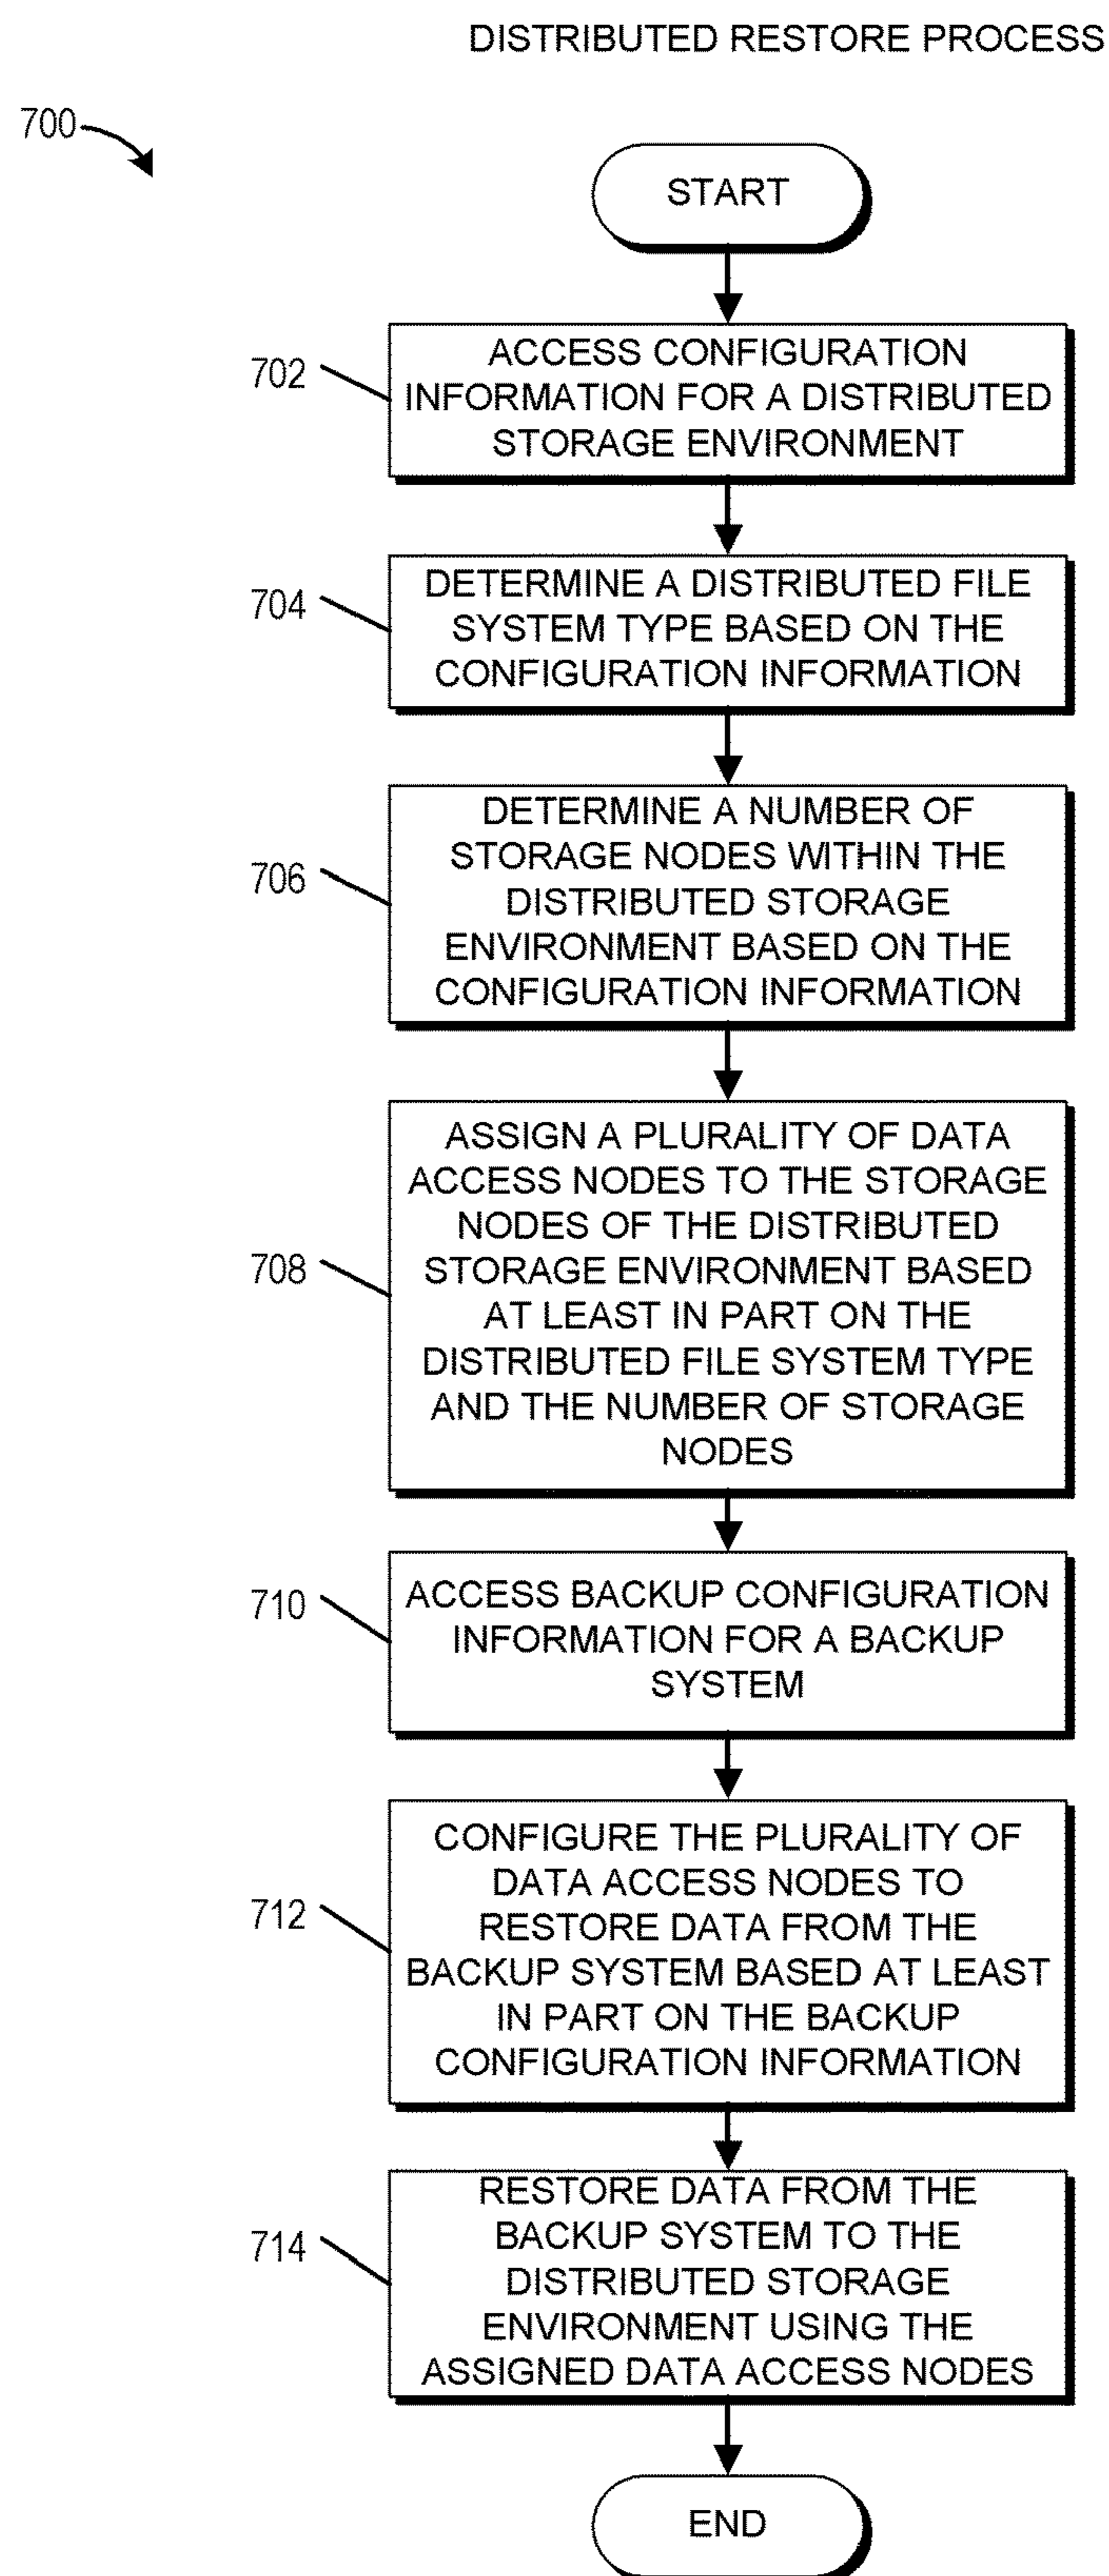 DISTRIBUTED RESTORE PROCESS
700
START
702
ACCESS CONFIGURATION
INFORMATION FOR A DISTRIBUTED
STORAGE ENVIRONMENT
704
DETERMINE A DISTRIBUTED FILE
SYSTEM TYPE BASED ON THE
CONFIGURATION INFORMATION
706
DETERMINE A NUMBER OF
STORAGE NODES WITHIN THE
DISTRIBUTED STORAGE
ENVIRONMENT BASED ON THE
CONFIGURATION INFORMATION
708
ASSIGN A PLURALITY OF DATA
ACCESS NODES TO THE STORAGE
NODES OF THE DISTRIBUTED
STORAGE ENVIRONMENT BASED
AT LEAST IN PART ON THE
DISTRIBUTED FILE SYSTEM TYPE
AND THE NUMBER OF STORAGE
NODES
710
ACCESS BACKUP CONFIGURATION
INFORMATION FOR A BACKUP
SYSTEM
712
CONFIGURE THE PLURALITY OF
DATA ACCESS NODES TO
RESTORE DATA FROM THE
BACKUP SYSTEM BASED AT LEAST
IN PART ON THE BACKUP
CONFIGURATION INFORMATION
714
RESTORE DATA FROM THE
BACKUP SYSTEM TO THE
DISTRIBUTED STORAGE
ENVIRONMENT USING THE
ASSIGNED DATA ACCESS NODES
END